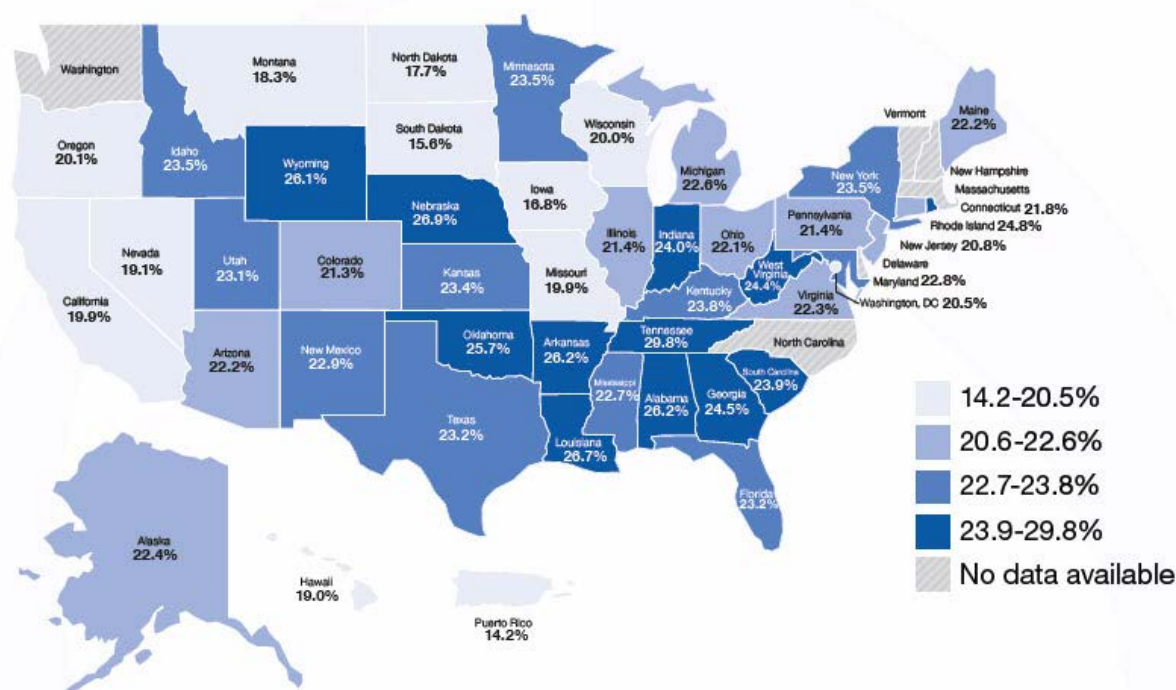 Washington
Montana
18.3%
North Dakota
17.7%
Minnesota
23.5%
Oregon
20.1%
Idaho
23.5%
Wyoming
26.1%
South Dakota
15.6%
Wisconsin
20.0%
Michigan
22.6%
Vermont
Maine
22.2%
New York
23.5%
New Hampshire
Massachusetts
Connecticut 21.8%
Rhode Island 24.8%
New Jersey 20.8%
Delaware
Maryland 22.8%
Washington, DC 20.5%
Nevada
19.1%
Utah
23.1%
Colorado
21.3%
Nebraska
26.9%
Iowa
16.8%
Kansas
23.4%
Missouri
19.9%
Illinois
21.4%
Indiana
24.0%
Ohio
22.1%
Pennsylvania
21.4%
West
Virginia
24.4%
Virginia
22.3%
Kentucky
23.8%
California
19.9%
Arizona
22.2%
New Mexico
22.9%
Oklahoma
25.7%
Arkansas
26.2%
Tennessee
29.8%
North Carolina
South Carolina
23.9%
Texas
23.2%
Louisiana
26.7%
Mississippi
22.7%
Alabama
26.2%
Georgia
24.5%
Florida
23.2%
Alaska
22.4%
Hawaii
19.0%
Puerto Rico
14.2%
14.2-20.5%
20.6-22.6%
22.7-23.8%
23.9-29.8%
No data available